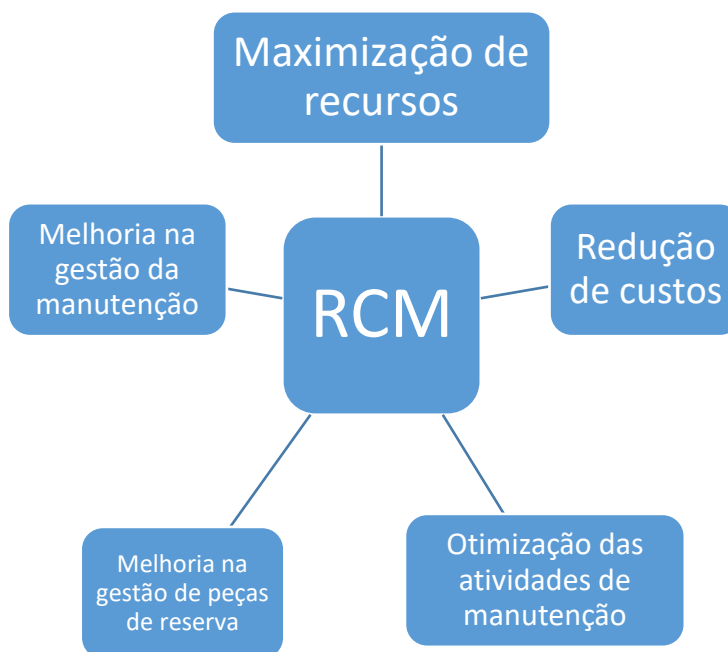 Maximização de
recursos
Melhoria na
gestão da
manutenção
Redução
de custos
RCM
Melhoria na
gestão de peças
de reserva
Otimização das
atividades de
manutenção